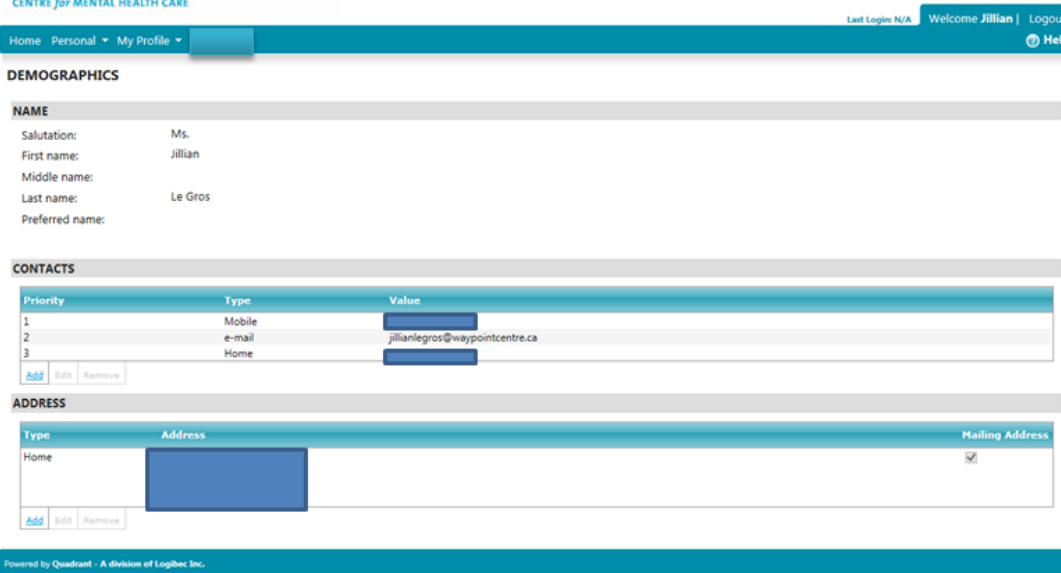 CENTRE for MENTAL HEALTH CARE
Last Login: N/A Welcome Jillian | Logou
Home Personal My Profile Hel
DEMOGRAPHICS
NAME
Salutation: Ms.
First name: Jillian
Middle name:
Last name: Le Gros
Preferred name:
CONTACTS
Priority Type Value
1 Mobile
2 e-mail jillianlegros@waypointcentre.ca
3 Home
Add Edit Remove
ADDRESS
Type Address Mailing Address
Home
Add Edit Remove
Powered by Quadrant - A division of Logibec Inc.